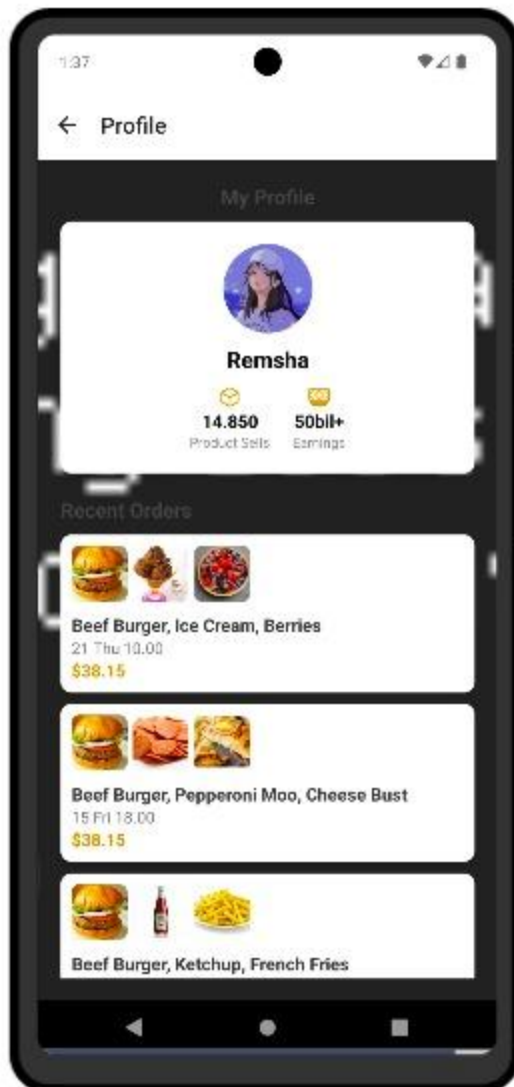 1:37
Profile
My Profile
Remsha
14.850 50bil+
Product Sells Earnings
Recent Orders
Beef Burger, Ice Cream, Berries
21 Thu 10.00
$38.15
Beef Burger, Pepperoni Moo, Cheese Bust
15 Fri 18.00
$38.15
Beef Burger, Ketchup, French Fries